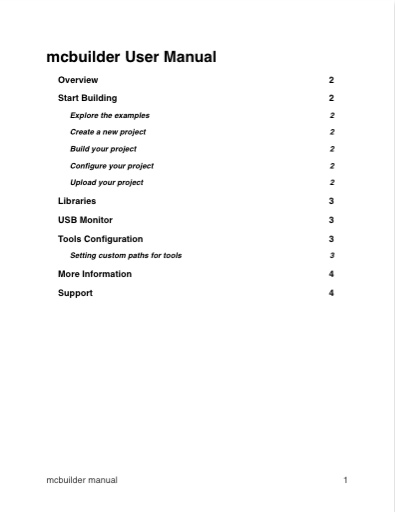 mcbuilder User Manual
Overview 2
Start Building 2
Explore the examples 2
Create a new project 2
Build your project 2
Configure your project 2
Upload your project 2
Libraries 3
USB Monitor 3
Tools Configuration 3
Setting custom paths for tools 3
More Information 4
Support 4
mcbuilder manual 1